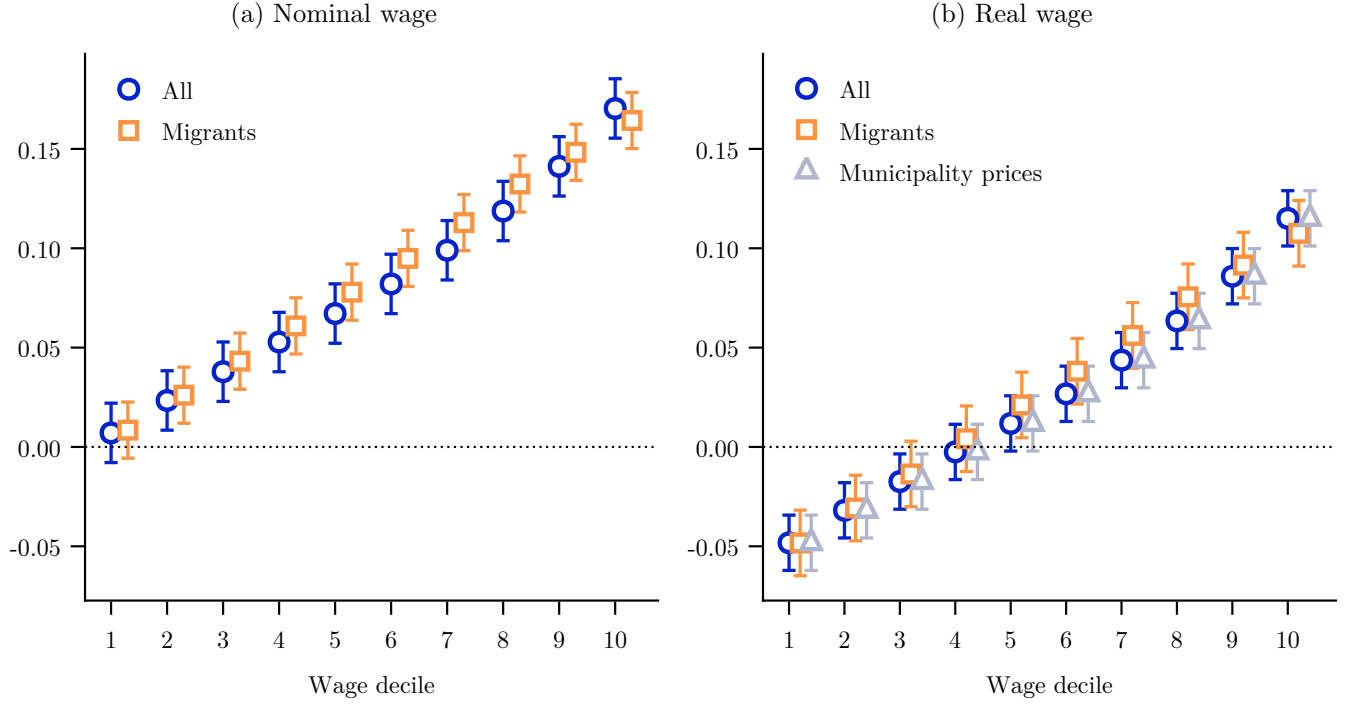 (a) Nominal wage
All
Migrants
0.15
0.10
0.05
0.00
-0.05
1 2 3 4 5 6 7 8 9 10
Wage decile
(b) Real wage
All
Migrants
Municipality prices
0.15
0.10
0.05
0.00
-0.05
1 2 3 4 5 6 7 8 9 10
Wage decile